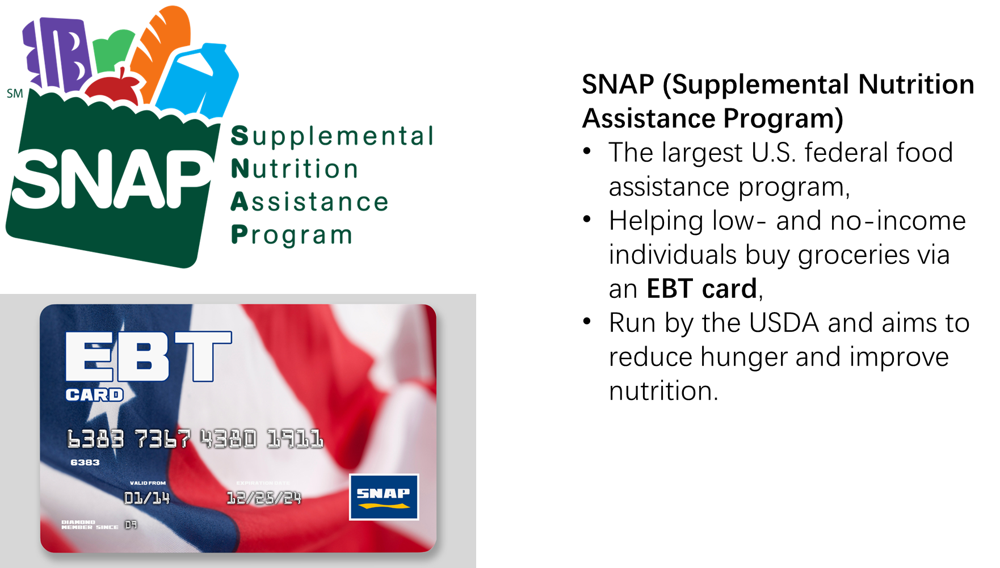 SM
SNAP
Supplemental
Nutrition
Assistance
Program
EBT
CARD
6383 7367 4380 1911
6383
VALID FROM
EXPIRATION DATE
01/14
12/25/24
SNAP
DIAMOND
MEMBER SINCE 09
SNAP (Supplemental Nutrition
Assistance Program)
• The largest U.S. federal food
assistance program,
• Helping low- and no-income
individuals buy groceries via
an EBT card,
• Run by the USDA and aims to
reduce hunger and improve
nutrition.